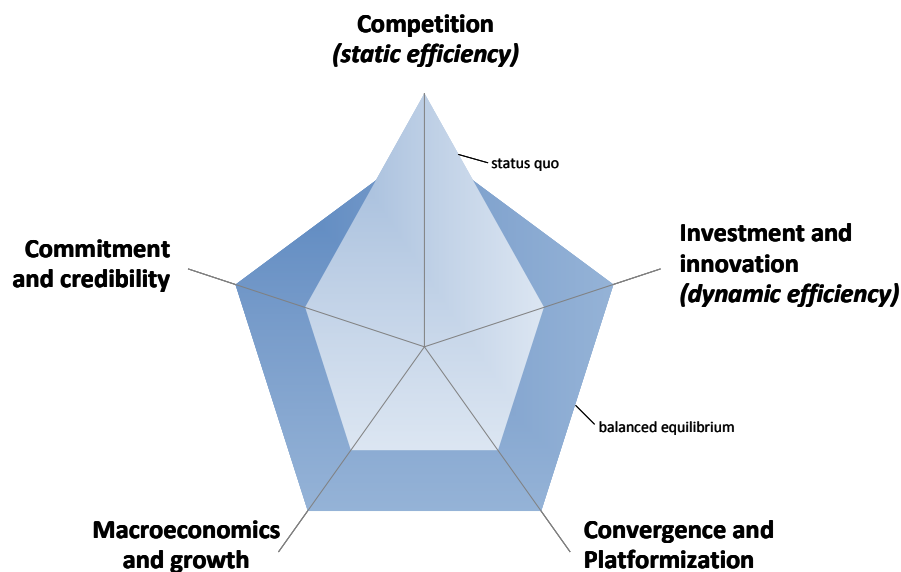 Competition
(static efficiency)
status quo
Investment and
innovation
(dynamic efficiency)
Commitment
and credibility
balanced equilibrium
Macroeconomics
and growth
Convergence and
Platformization